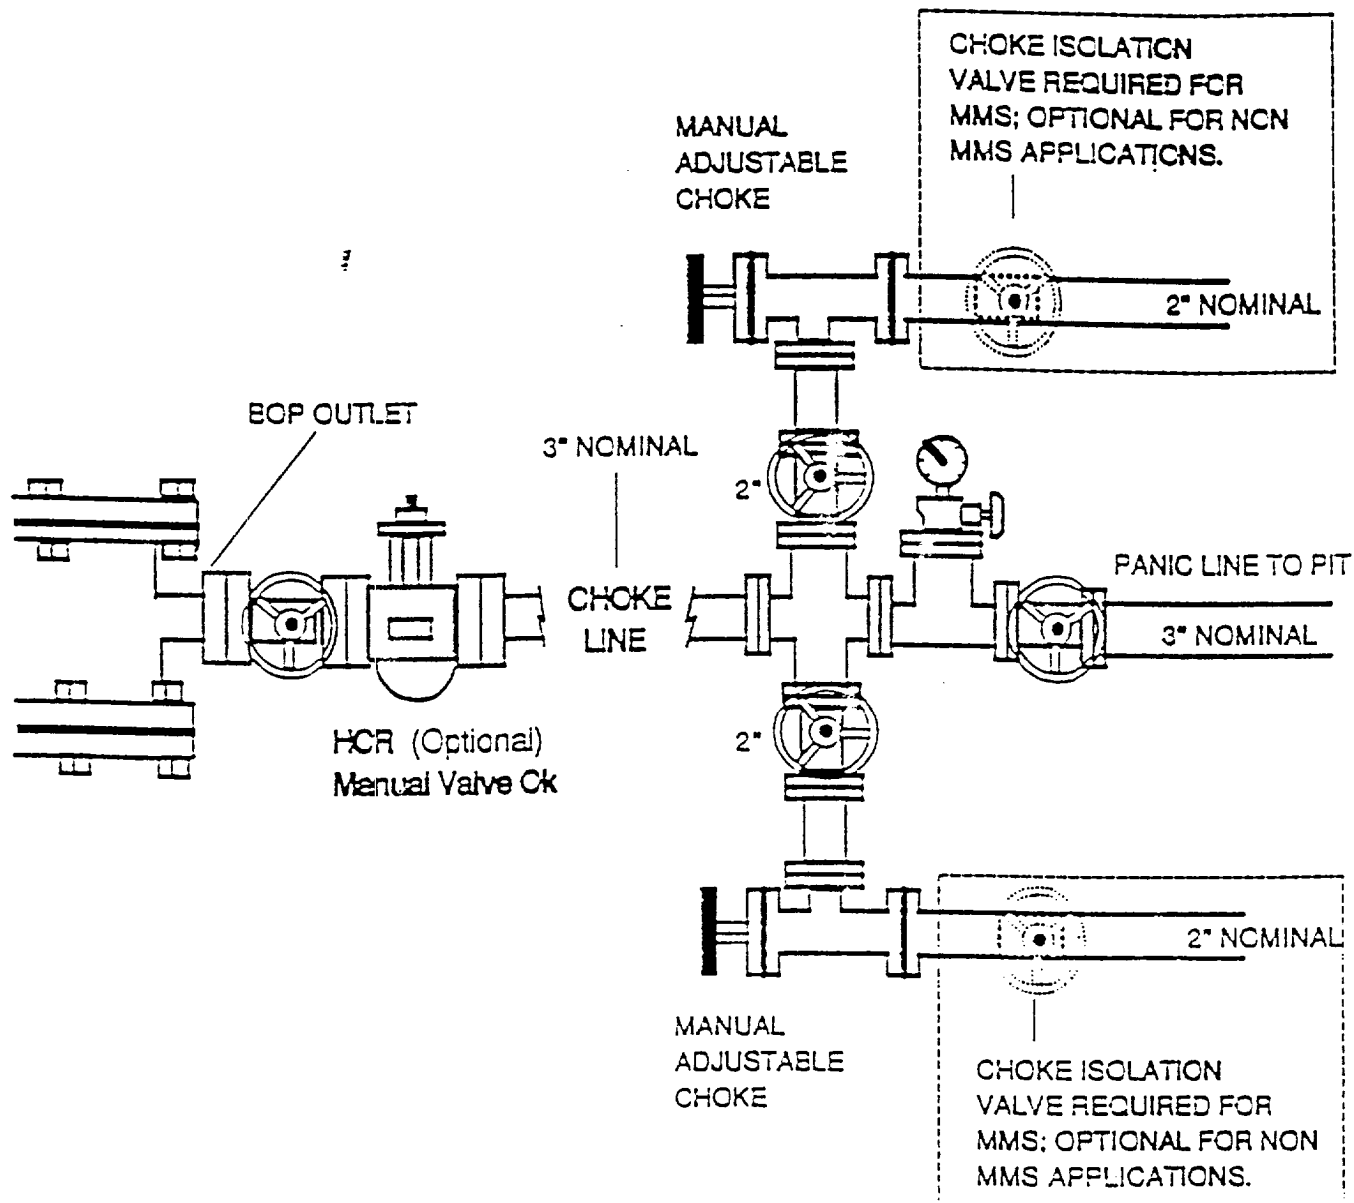 CHOKE ISOLATION
VALVE REQUIRED FOR
MMS; OPTIONAL FOR NON
MMS APPLICATIONS.
MANUAL
ADJUSTABLE
CHOKE
2" NOMINAL
BOP OUTLET
3" NOMINAL
2"
PANIC LINE TO PIT
CHOKE
LINE
3" NOMINAL
HCR (Optional)
Manual Valve Ok
2"
2" NOMINAL
MANUAL
ADJUSTABLE
CHOKE
CHOKE ISOLATION
VALVE REQUIRED FOR
MMS; OPTIONAL FOR NON
MMS APPLICATIONS.